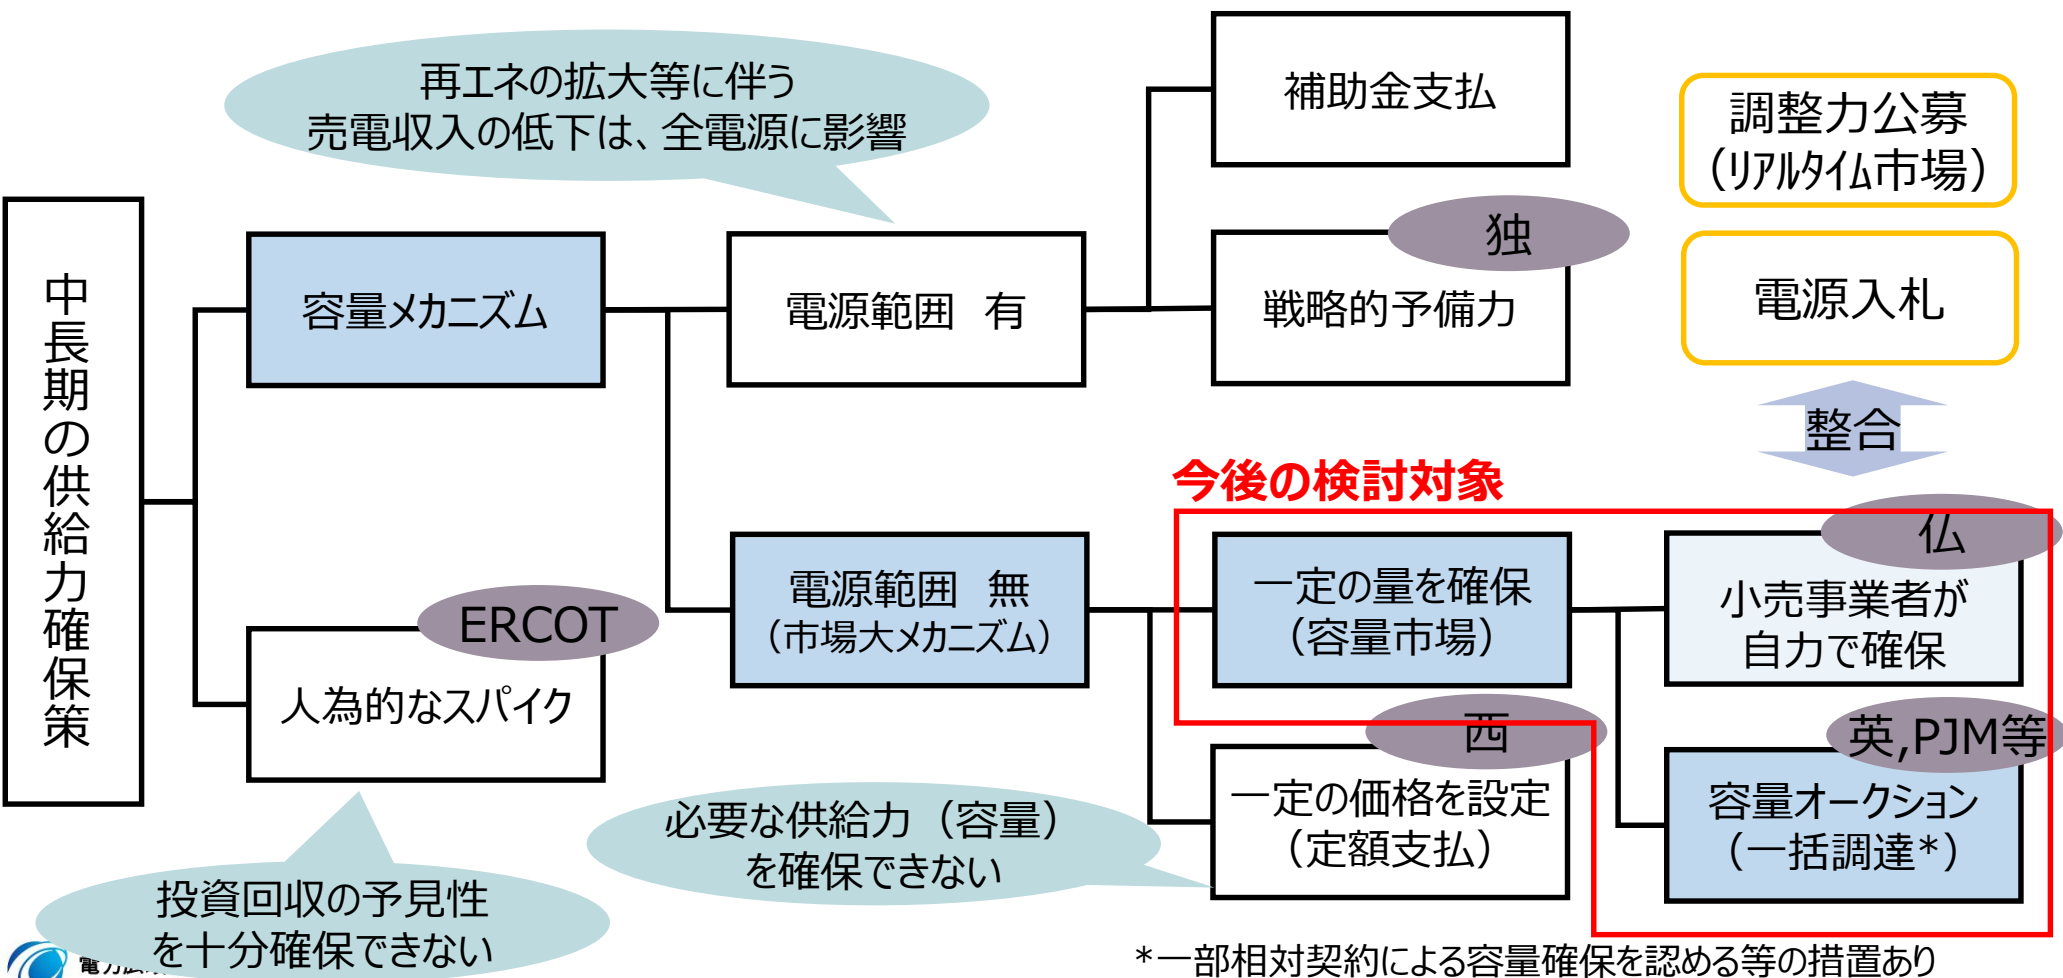 再エネの拡大等に伴う
売電収入の低下は、全電源に影響
補助金支払
調整力公募
（リアルタイム市場）
独
戦略的予備力
電源入札
中長期の供給力確保策
容量メカニズム
電源範囲　有
整合
今後の検討対象
仏
ERCOT
人為的なスパイク
電源範囲　無
（市場大メカニズム）
一定の量を確保
（容量市場）
小売事業者が
自力で確保
西
英,PJM等
一定の価格を設定
（定額支払）
容量オークション
（一括調達*）
必要な供給力（容量）
を確保できない
投資回収の予見性
を十分確保できない
*一部相対契約による容量確保を認める等の措置あり